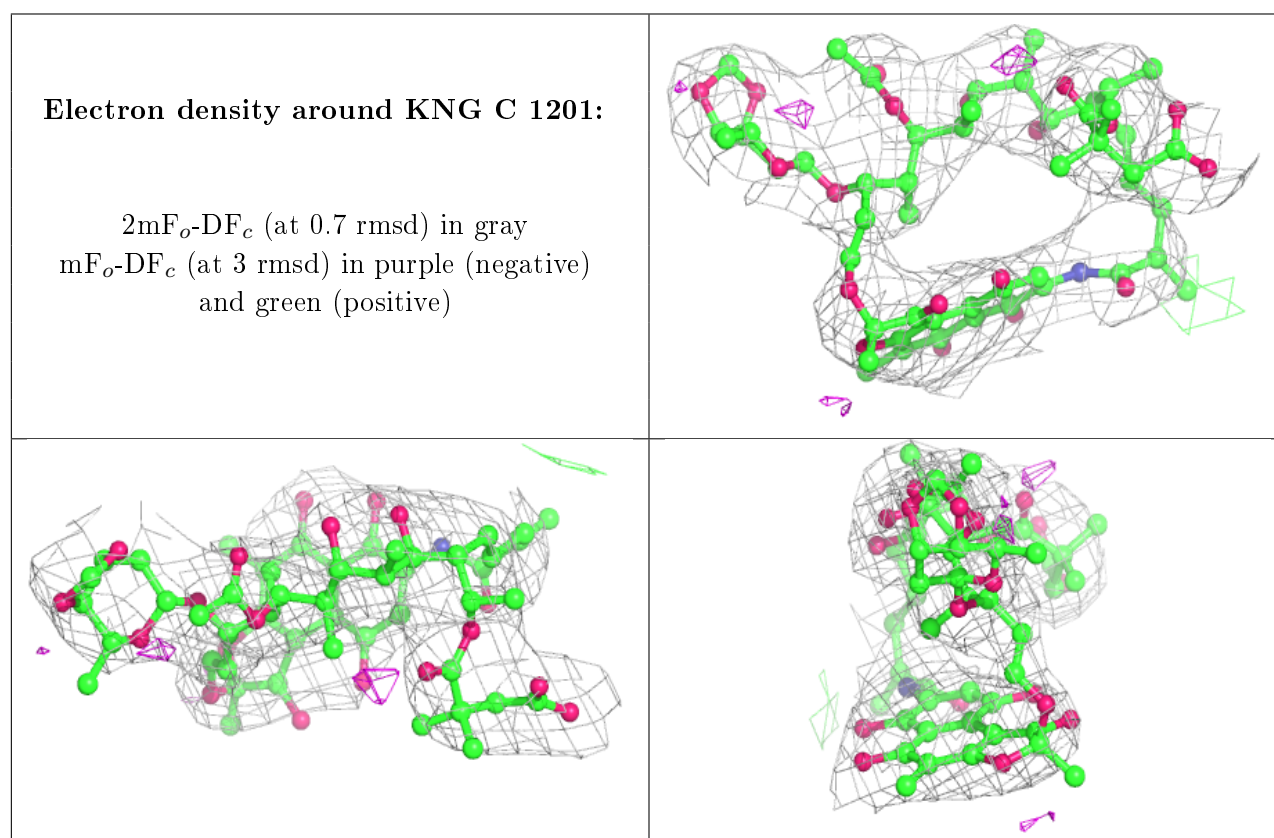 Electron density around KNG C 1201:
2mFo-DFc (at 0.7 rmsd) in gray
mFo-DFc (at 3 rmsd) in purple (negative)
and green (positive)